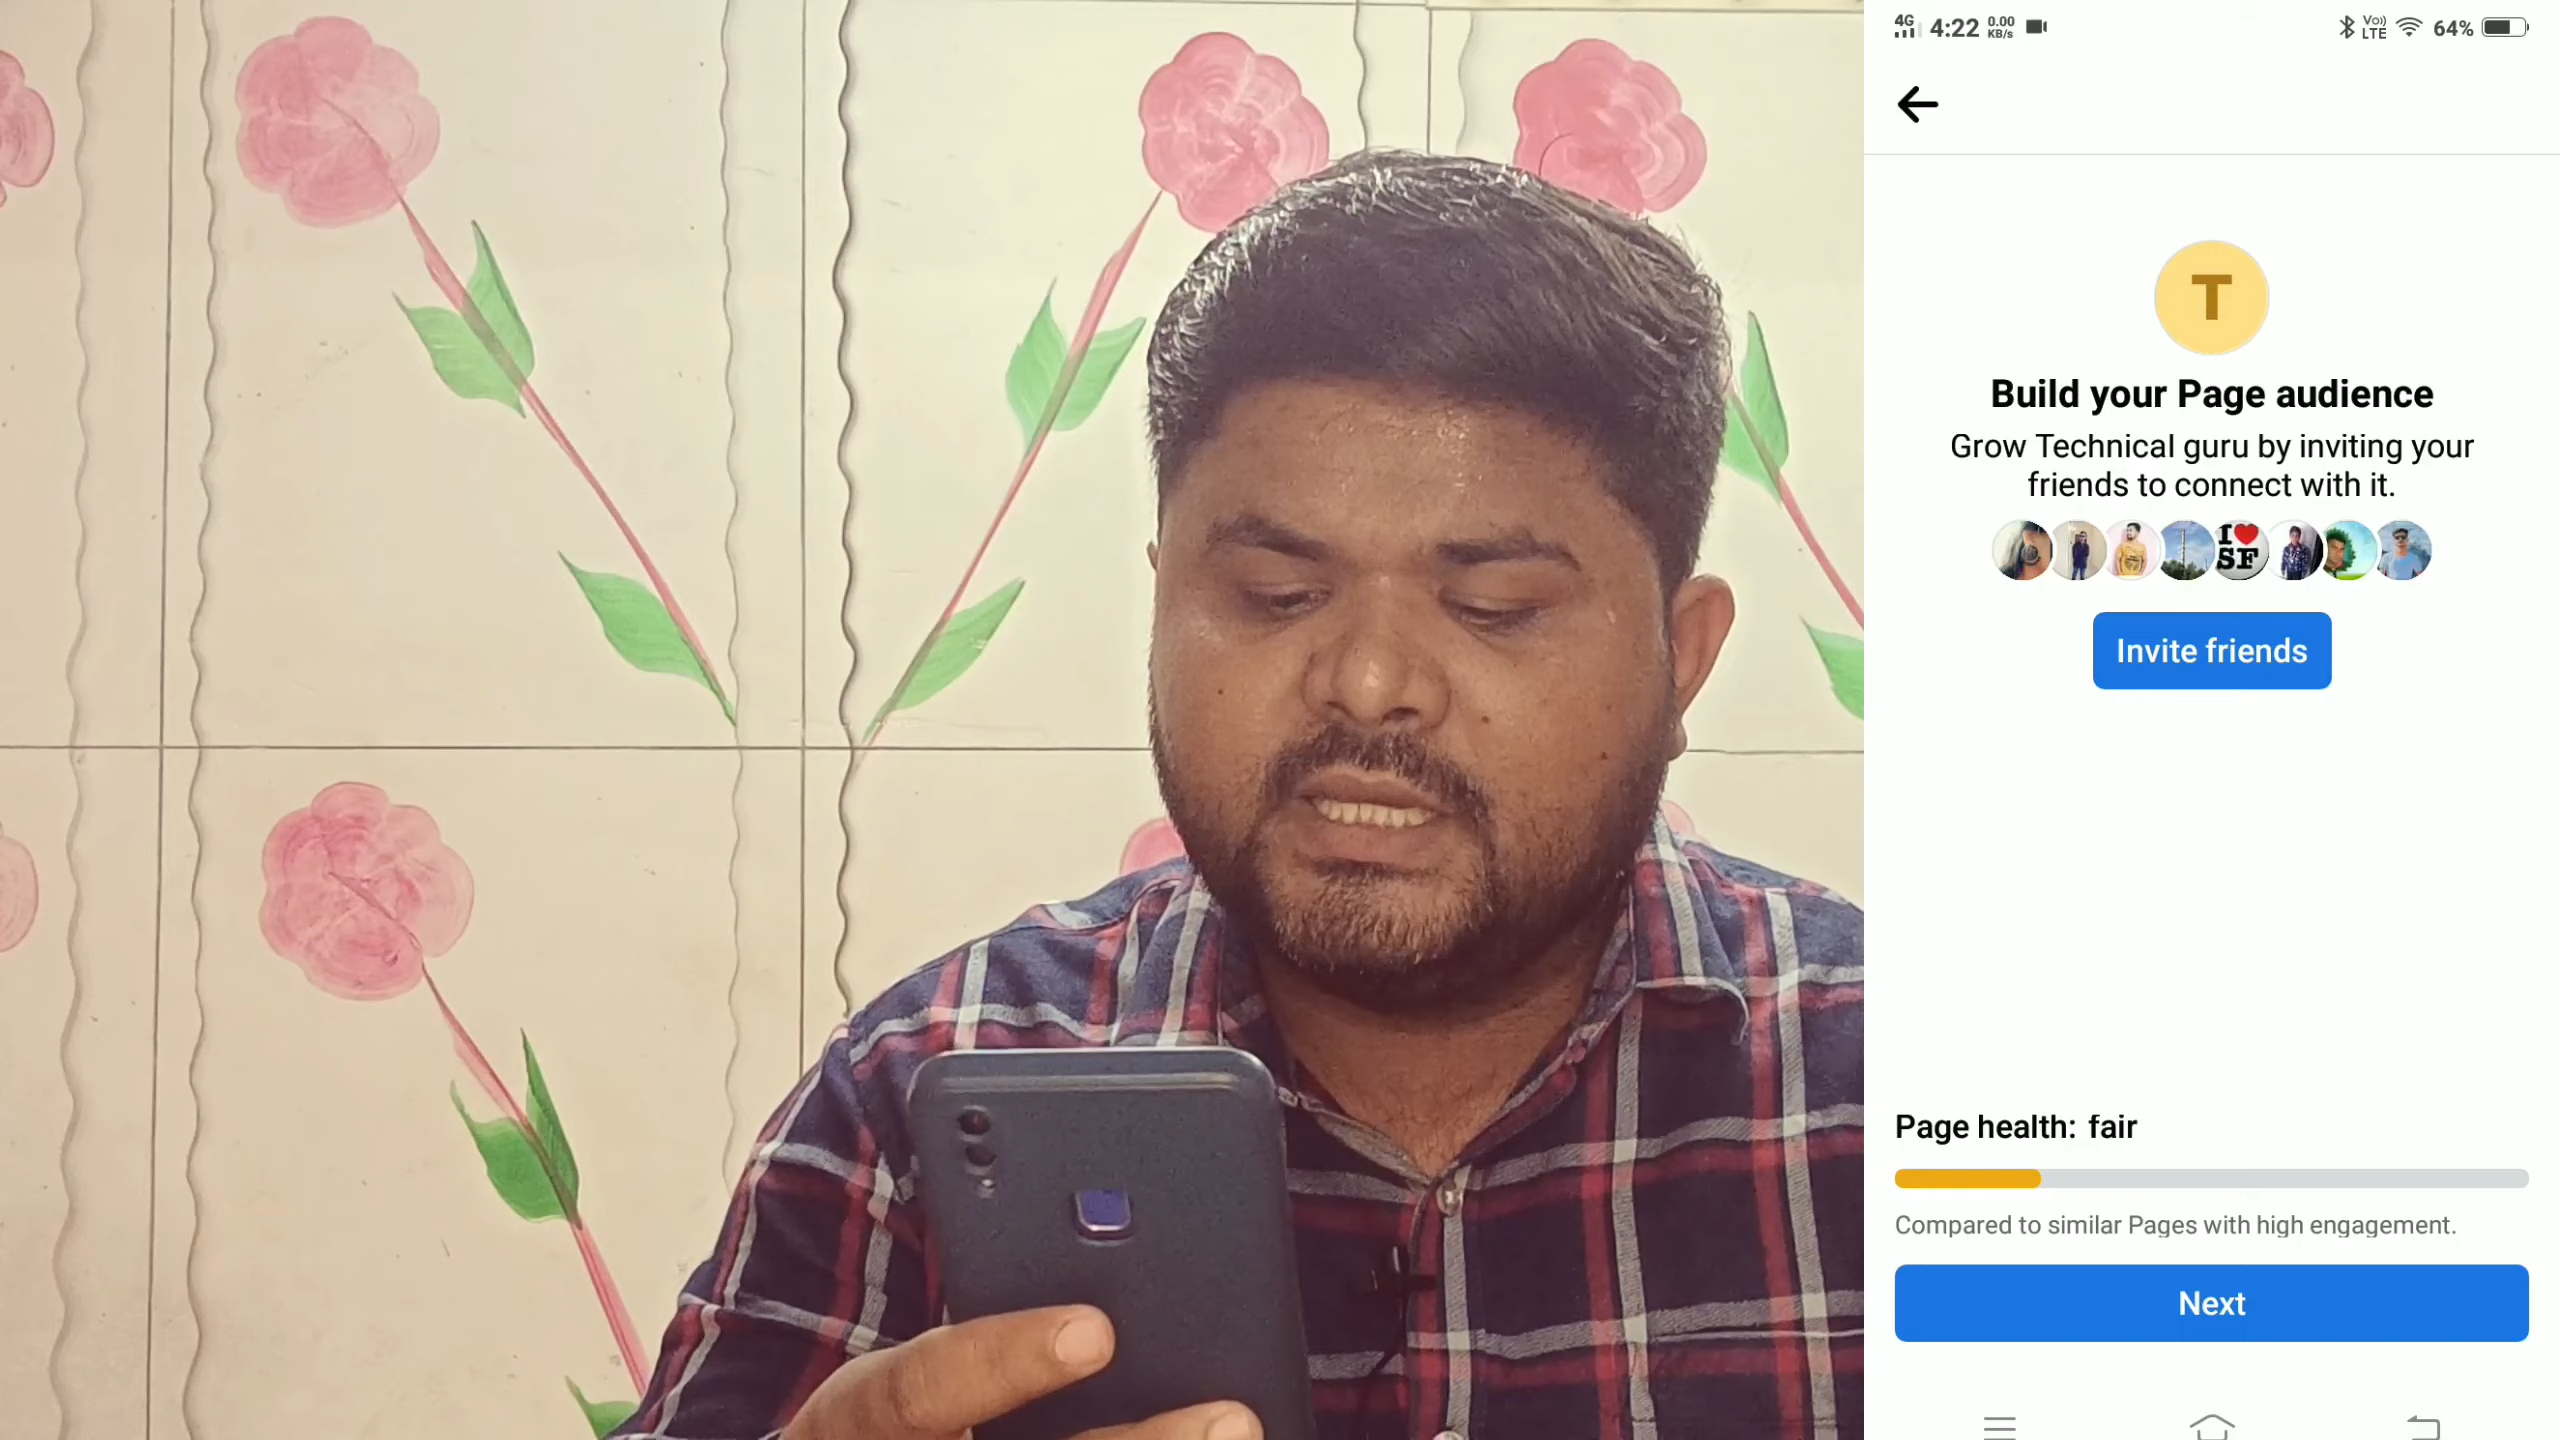 4G 4:22 0.00 KB/s Vo) LTE 64%
T
Build your Page audience
Grow Technical guru by inviting your
friends to connect with it.
I ♥ SF
Invite friends
Page health: fair
Compared to similar Pages with high engagement.
Next